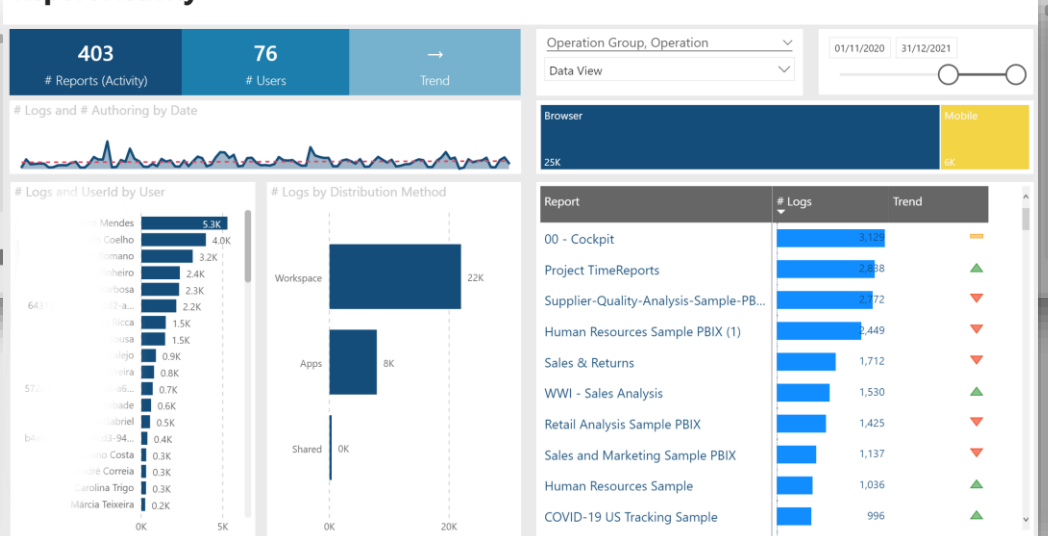 403
# Reports (Activity)
76
# Users
→
Trend
Operation Group, Operation
Data View
01/11/2020
31/12/2021
# Logs and # Authoring by Date
Browser
25K
Mobile
6K
# Logs and UserId by User
Mendes 5.3K
Coelho 4.0K
3.2K
2.4K
2.3K
2.2K
1.5K
1.5K
0.9K
0.8K
0.7K
0.6K
0.5K
0.4K
Costa 0.3K
Correia 0.3K
Carolina Trigo 0.3K
Márcia Teixeira 0.2K
0K 5K
# Logs by Distribution Method
Workspace 22K
Apps 8K
Shared 0K
0K 20K
Report # Logs Trend
00 - Cockpit 3,129
Project TimeReports 2,838
Supplier-Quality-Analysis-Sample-PB... 2,772
Human Resources Sample PBIX (1) 2,449
Sales & Returns 1,712
WWI - Sales Analysis 1,530
Retail Analysis Sample PBIX 1,425
Sales and Marketing Sample PBIX 1,137
Human Resources Sample 1,036
COVID-19 US Tracking Sample 996